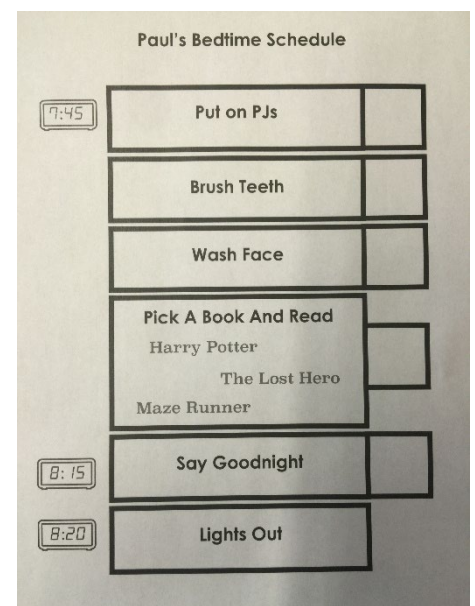 Paul's Bedtime Schedule
7:45 Put on PJs
Brush Teeth
Wash Face
Pick A Book And Read
Harry Potter
The Lost Hero
Maze Runner
8:15 Say Goodnight
8:20 Lights Out